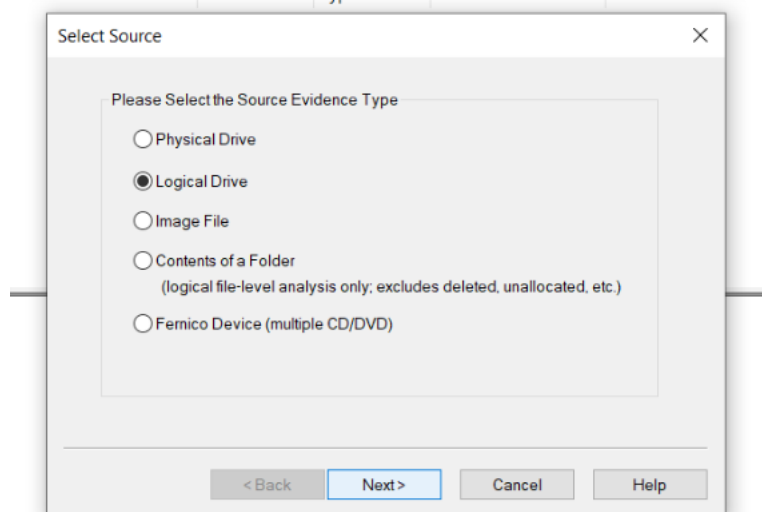 Select Source
Please Select the Source Evidence Type
Physical Drive
Logical Drive
Image File
Contents of a Folder
(logical file-level analysis only; excludes deleted, unallocated, etc.)
Fernico Device (multiple CD/DVD)
< Back Next > Cancel Help